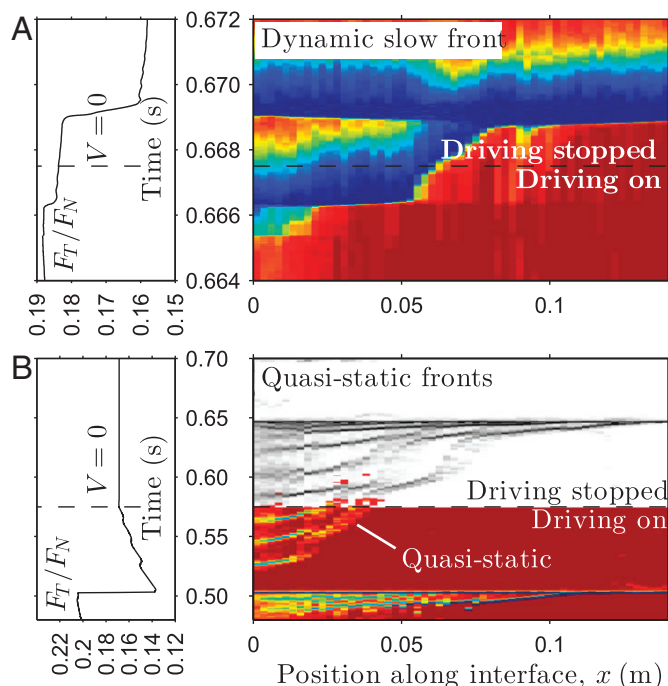 A
Dynamic slow front
Driving stopped
Driving on
V = 0
F_T/F_N
Time (s)
0.672
0.670
0.668
0.666
0.664
0.19
0.18
0.17
0.16
0.15
0
0.05
0.1
B
Quasi-static fronts
Driving stopped
Driving on
Quasi-static
V = 0
F_T/F_N
Time (s)
0.70
0.65
0.60
0.55
0.50
0.22
0.2
0.18
0.16
0.14
0.12
0
0.05
0.1
Position along interface, x (m)